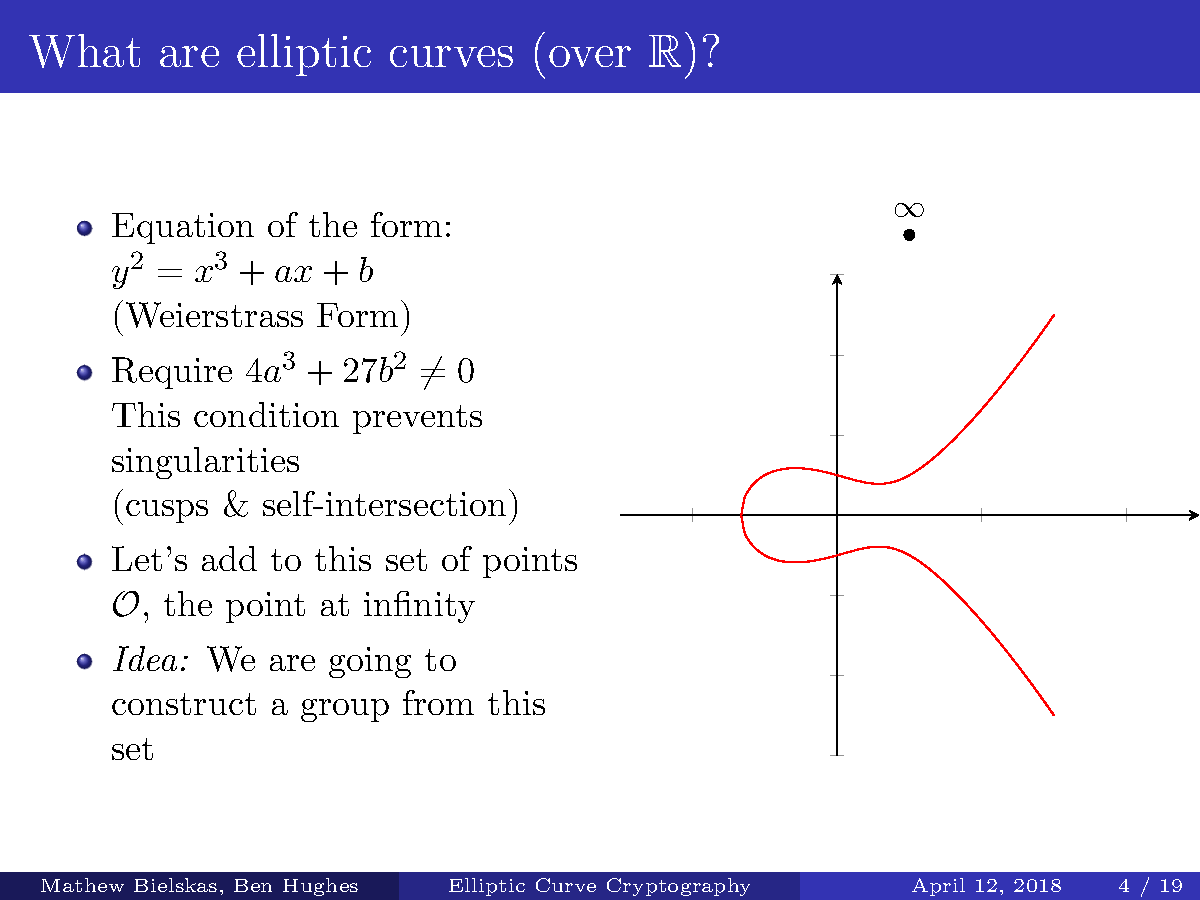 What are elliptic curves (over ℝ)?
Equation of the form:
y² = x³ + ax + b
(Weierstrass Form)
Require 4a³ + 27b² ≠ 0
This condition prevents
singularities
(cusps & self-intersection)
Let's add to this set of points
𝒪, the point at infinity
Idea: We are going to
construct a group from this
set
∞
Mathew Bielskas, Ben Hughes
Elliptic Curve Cryptography
April 12, 2018
4 / 19